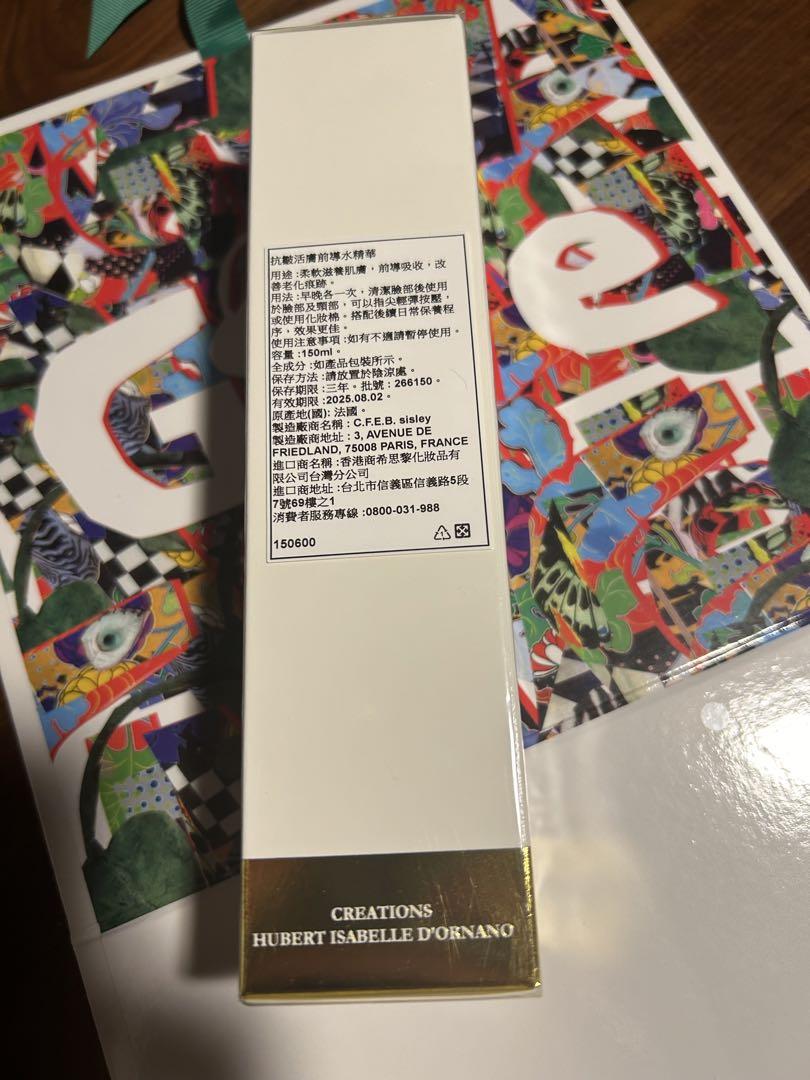 抗皺活膚前導水精華
用途 :柔軟滋養肌膚，前導吸收，改
善老化痕跡。
用法 :早晚各一次，清潔臉部後使用
於臉部及頸部，可以指尖輕彈按壓，
或使用化妝棉。搭配後續日常保養程
序，效果更佳。
使用注意事項 :如有不適請暫停使用。
容量 :150ml。
全成分 :如產品包裝所示。
保存方法 :請放置於陰涼處。
保存期限 :三年。批號 : 266150。
有效期限 :2025.08.02。
原產地(國): 法國。
製造廠商名稱 : C.F.E.B. sisley
製造廠商地址 : 3, AVENUE DE
FRIEDLAND, 75008 PARIS, FRANCE
進口商名稱 :香港商希思黎化妝品有
限公司台灣分公司
進口商地址 :台北市信義區信義路5段
7號69樓之1
消費者服務專線 :0800-031-988
150600
CREATIONS
HUBERT ISABELLE D'ORNANO